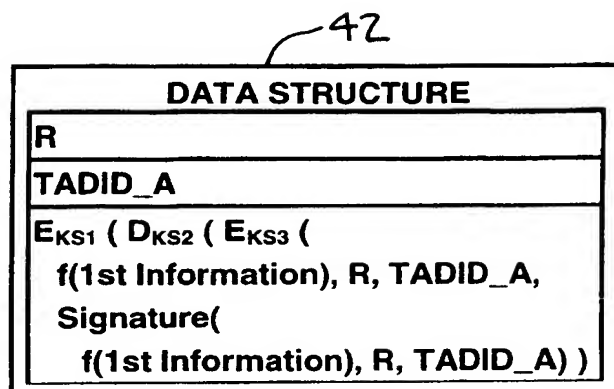 42
DATA STRUCTURE
R
TADID_A
EKS1 ( DKS2 ( EKS3 (
f(1st Information), R, TADID_A,
Signature(
f(1st Information), R, TADID_A) )